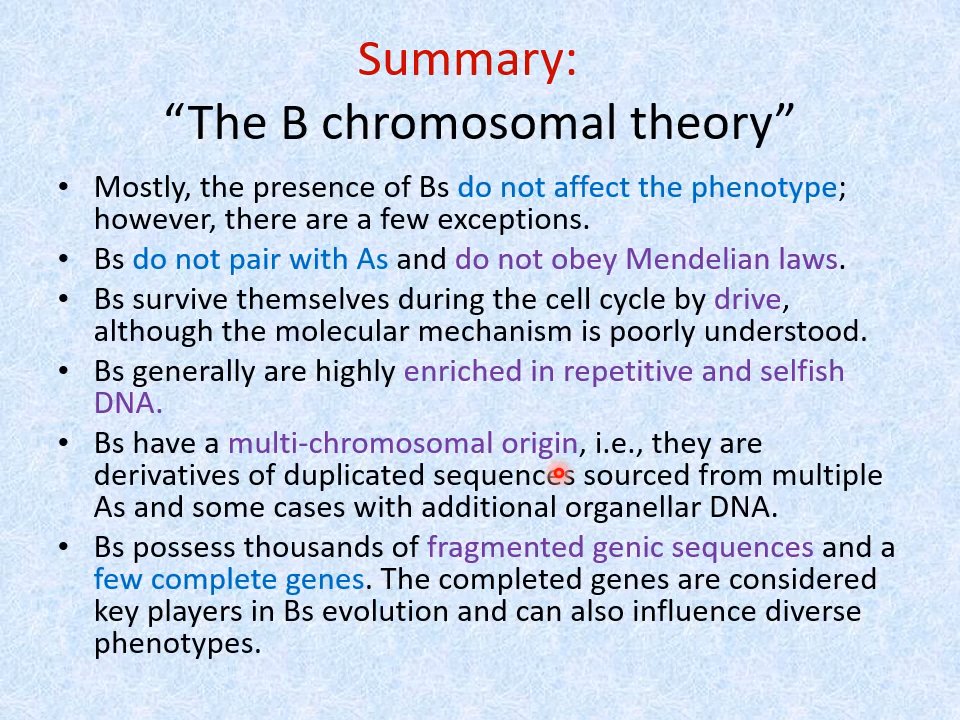 Summary:
“The B chromosomal theory”
• Mostly, the presence of Bs do not affect the phenotype;
however, there are a few exceptions.
• Bs do not pair with As and do not obey Mendelian laws.
• Bs survive themselves during the cell cycle by drive,
although the molecular mechanism is poorly understood.
• Bs generally are highly enriched in repetitive and selfish
DNA.
• Bs have a multi-chromosomal origin, i.e., they are
derivatives of duplicated sequences sourced from multiple
As and some cases with additional organellar DNA.
• Bs possess thousands of fragmented genic sequences and a
few complete genes. The completed genes are considered
key players in Bs evolution and can also influence diverse
phenotypes.